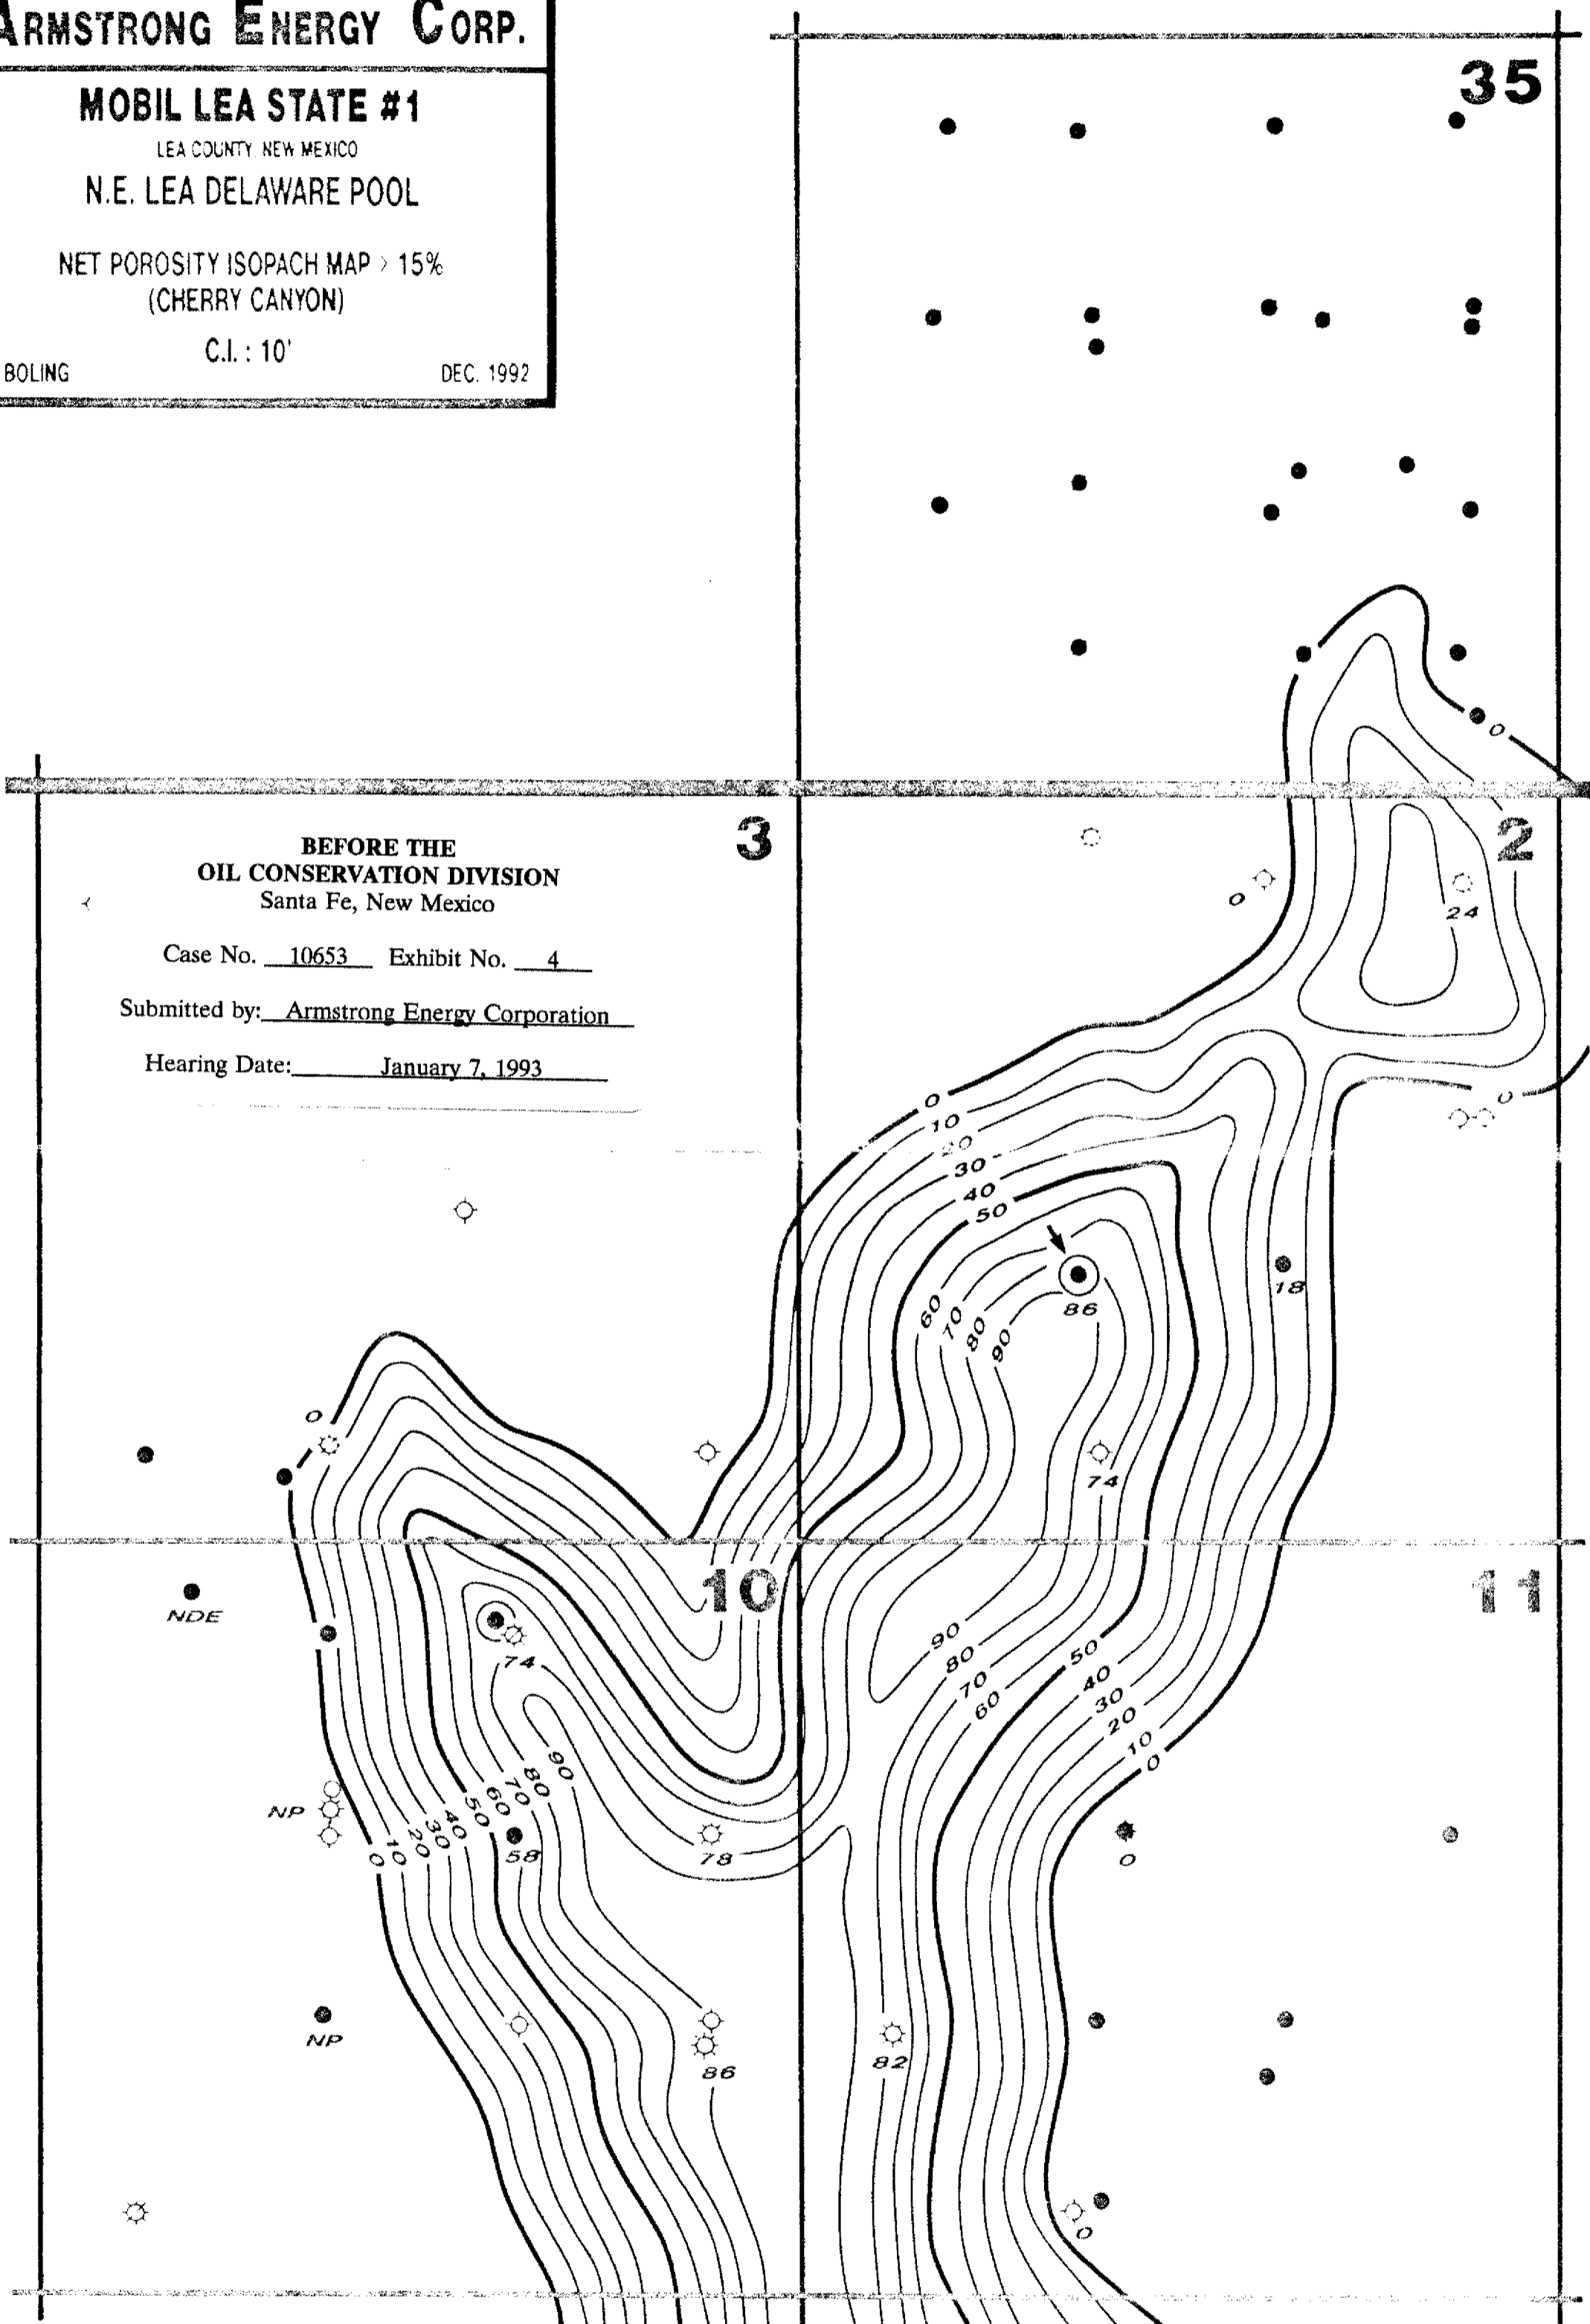 ARMSTRONG ENERGY CORP.
MOBIL LEA STATE #1
LEA COUNTY, NEW MEXICO
N.E. LEA DELAWARE POOL
NET POROSITY ISOPACH MAP > 15%
(CHERRY CANYON)
C.I. : 10'
BOLING DEC. 1992
35
BEFORE THE
OIL CONSERVATION DIVISION
Santa Fe, New Mexico
Case No. 10653 Exhibit No. 4
Submitted by: Armstrong Energy Corporation
Hearing Date: January 7, 1993
3
2
0
0
24
0
0
10
20
30
40
50
60
70
80
90
86
18
74
0
10
11
NDE
74
90
80
70
60
50
40
30
20
10
0
NP
0
10
20
30
40
50
60
70
80
90
58
78
0
NP
86
82
0